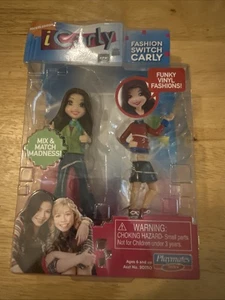 iCarly
FASHION
SWITCH
CARLY
FUNKY
VINYL
FASHIONS!
MIX &
MATCH
MADNESS!
WARNING:
CHOKING HAZARD- Small parts
Not for Children under 3 years.
Playmates